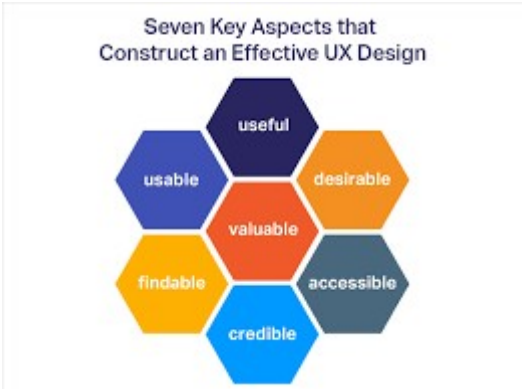 Seven Key Aspects that
Construct an Effective UX Design
useful
usable
desirable
valuable
findable
accessible
credible